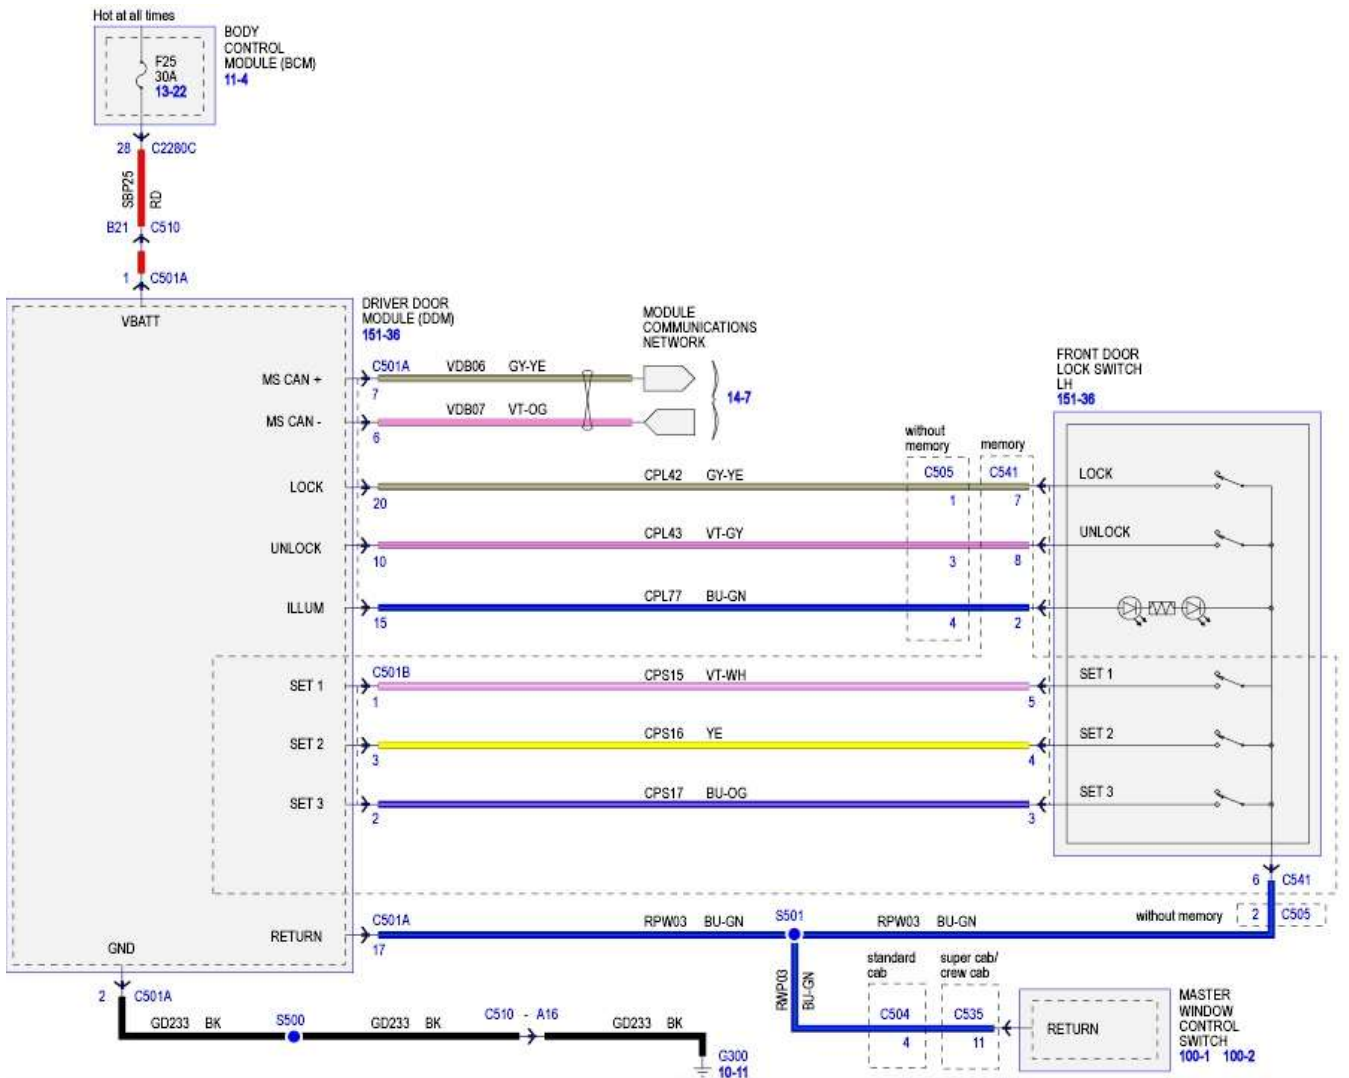 Hot at all times
BODY
CONTROL
MODULE (BCM)
11-4
F25
30A
13-22
28 C2280C
SBP25 RD
B21 C510
1 C501A
VBATT
DRIVER DOOR
MODULE (DDM)
151-36
MODULE
COMMUNICATIONS
NETWORK
MS CAN +
C501A
7
VDB06 GY-YE
14-7
MS CAN -
6
VDB07 VT-OG
FRONT DOOR
LOCK SWITCH
LH
151-36
without
memory
memory
C505 C541
LOCK
20
CPL42 GY-YE
1 7
LOCK
UNLOCK
10
CPL43 VT-GY
3 8
UNLOCK
ILLUM
15
CPL77 BU-GN
4 2
SET 1
C501B
1
CPS15 VT-WH
5
SET 1
SET 2
3
CPS16 YE
4
SET 2
SET 3
2
CPS17 BU-OG
3
SET 3
6 C541
without memory 2 C505
RETURN
C501A
17
RPW03 BU-GN
S501
RPW03 BU-GN
GND
2 C501A
GD233 BK
S500
GD233 BK
C510 - A16
GD233 BK
G300
10-11
RWP03 BU-GN
standard
cab
super cab/
crew cab
C504 C535
4 11
RETURN
MASTER
WINDOW
CONTROL
SWITCH
100-1 100-2